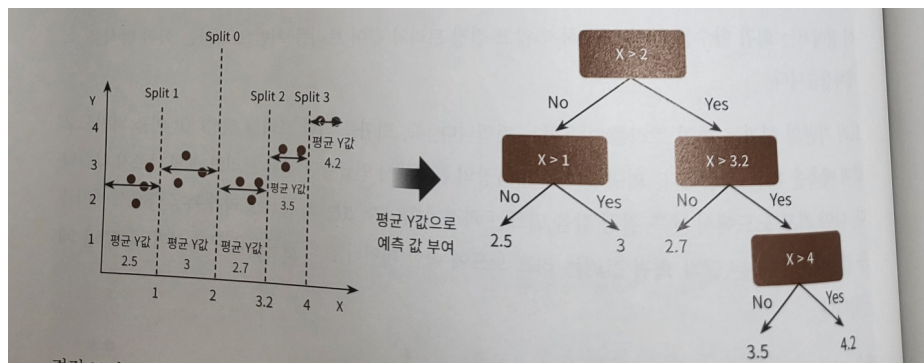 Split 0
Split 1
Split 2
Split 3
Y
4
3
2
1
평균 Y값
4.2
평균 Y값
3.5
평균 Y값
2.5
평균 Y값
3
평균 Y값
2.7
1
2
3.2
4
X
평균 Y값으로
예측 값 부여
X > 2
No
Yes
X > 1
X > 3.2
No
Yes
No
Yes
2.5
3
2.7
X > 4
No
Yes
3.5
4.2